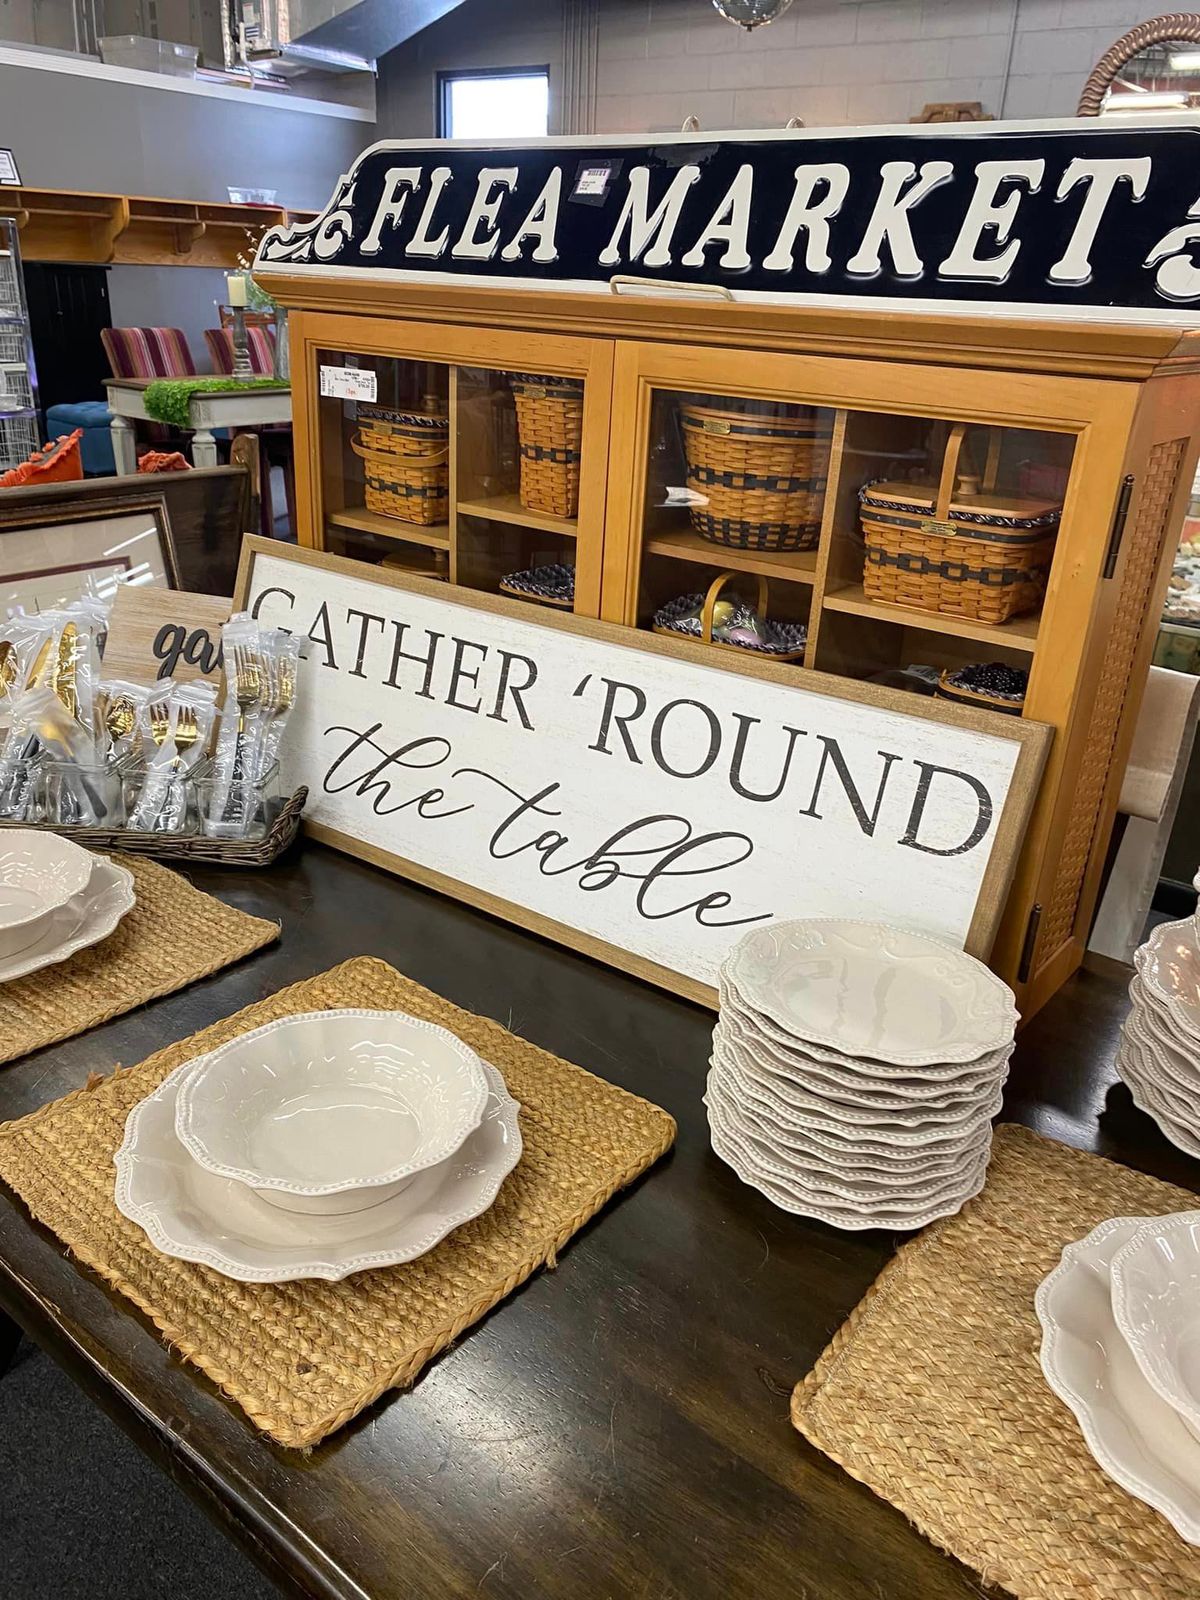 FLEA MARKET
GATHER 'ROUND
the table